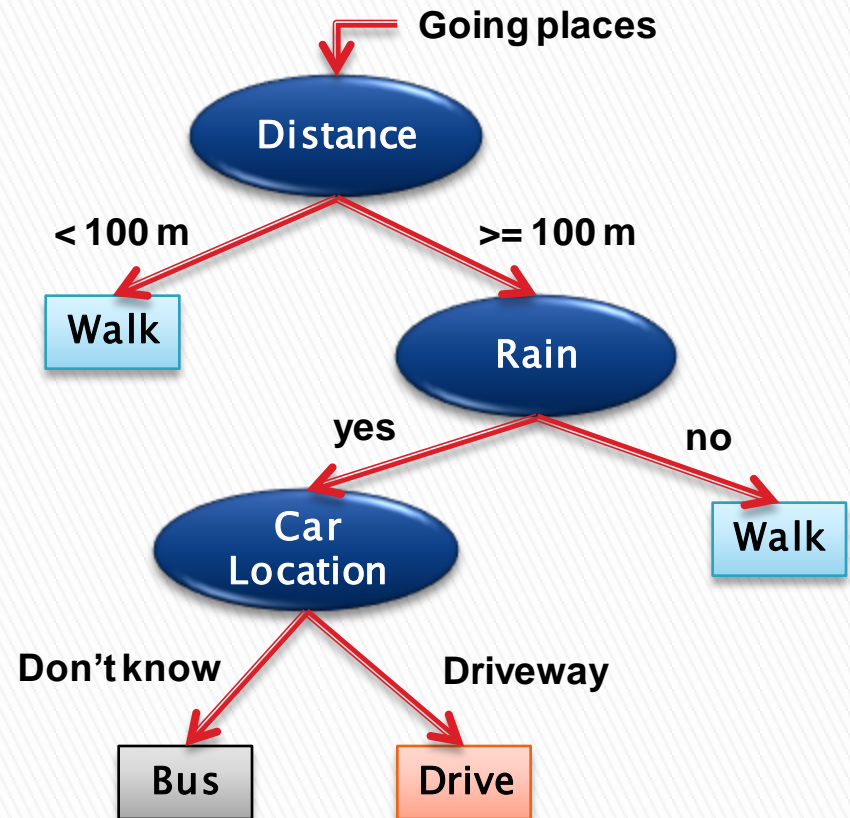 Going places
Distance
< 100 m
>= 100 m
Walk
Rain
yes
no
Car
Location
Walk
Don't know
Driveway
Bus
Drive